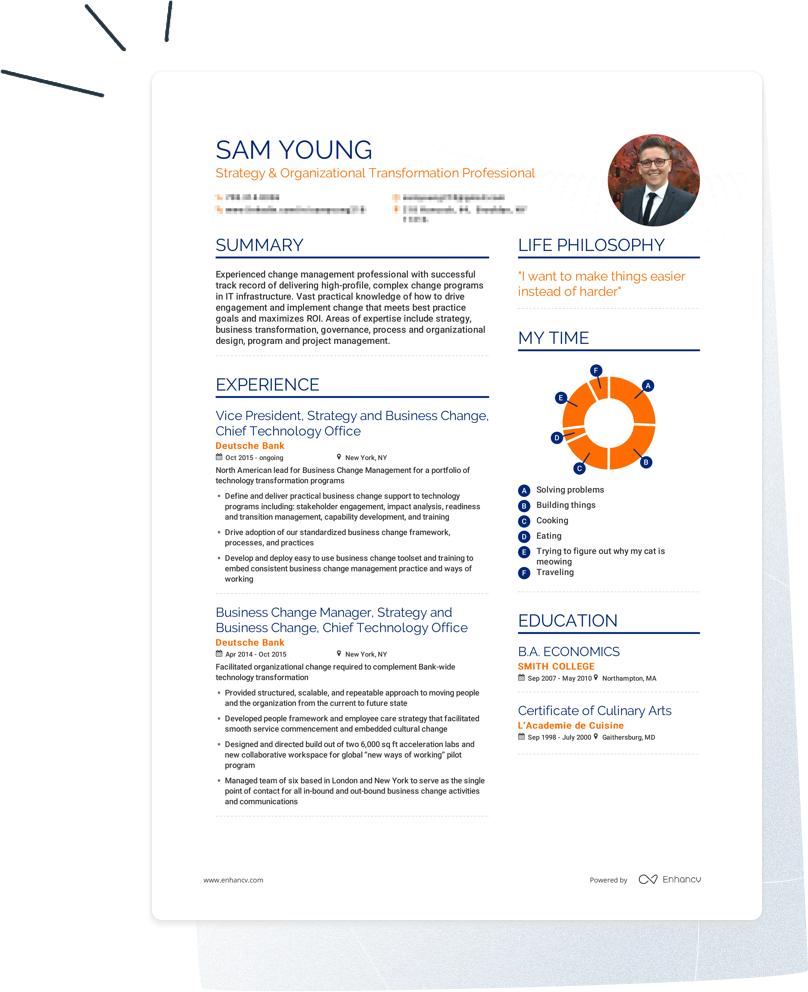 SAM YOUNG
Strategy & Organizational Transformation Professional
SUMMARY
Experienced change management professional with successful
track record of delivering high-profile, complex change programs
in IT infrastructure. Vast practical knowledge of how to drive
engagement and implement change that meets best practice
goals and maximizes ROI. Areas of expertise include strategy,
business transformation, governance, process and organizational
design, program and project management.
EXPERIENCE
Vice President, Strategy and Business Change,
Chief Technology Office
Deutsche Bank
Oct 2015 - ongoing New York, NY
North American lead for Business Change Management for a portfolio of
technology transformation programs
• Define and deliver practical business change support to technology
programs including: stakeholder engagement, impact analysis, readiness
and transition management, capability development, and training
• Drive adoption of our standardized business change framework,
processes, and practices
• Develop and deploy easy to use business change toolset and training to
embed consistent business change management practice and ways of
working
Business Change Manager, Strategy and
Business Change, Chief Technology Office
Deutsche Bank
Apr 2014 - Oct 2015 New York, NY
Facilitated organizational change required to complement Bank-wide
technology transformation
• Provided structured, scalable, and repeatable approach to moving people
and the organization from the current to future state
• Developed people framework and employee care strategy that facilitated
smooth service commencement and embedded cultural change
• Designed and directed build out of two 6,000 sq ft acceleration labs and
new collaborative workspace for global "new ways of working" pilot
program
• Managed team of six based in London and New York to serve as the single
point of contact for all in-bound and out-bound business change activities
and communications
LIFE PHILOSOPHY
"I want to make things easier
instead of harder"
MY TIME
F
A
E
D
C
B
A Solving problems
B Building things
C Cooking
D Eating
E Trying to figure out why my cat is
meowing
F Traveling
EDUCATION
B.A. ECONOMICS
SMITH COLLEGE
Sep 2007 - May 2010 Northampton, MA
Certificate of Culinary Arts
L'Academie de Cuisine
Sep 1998 - July 2000 Gaithersburg, MD
www.enhancv.com
Powered by Enhancv